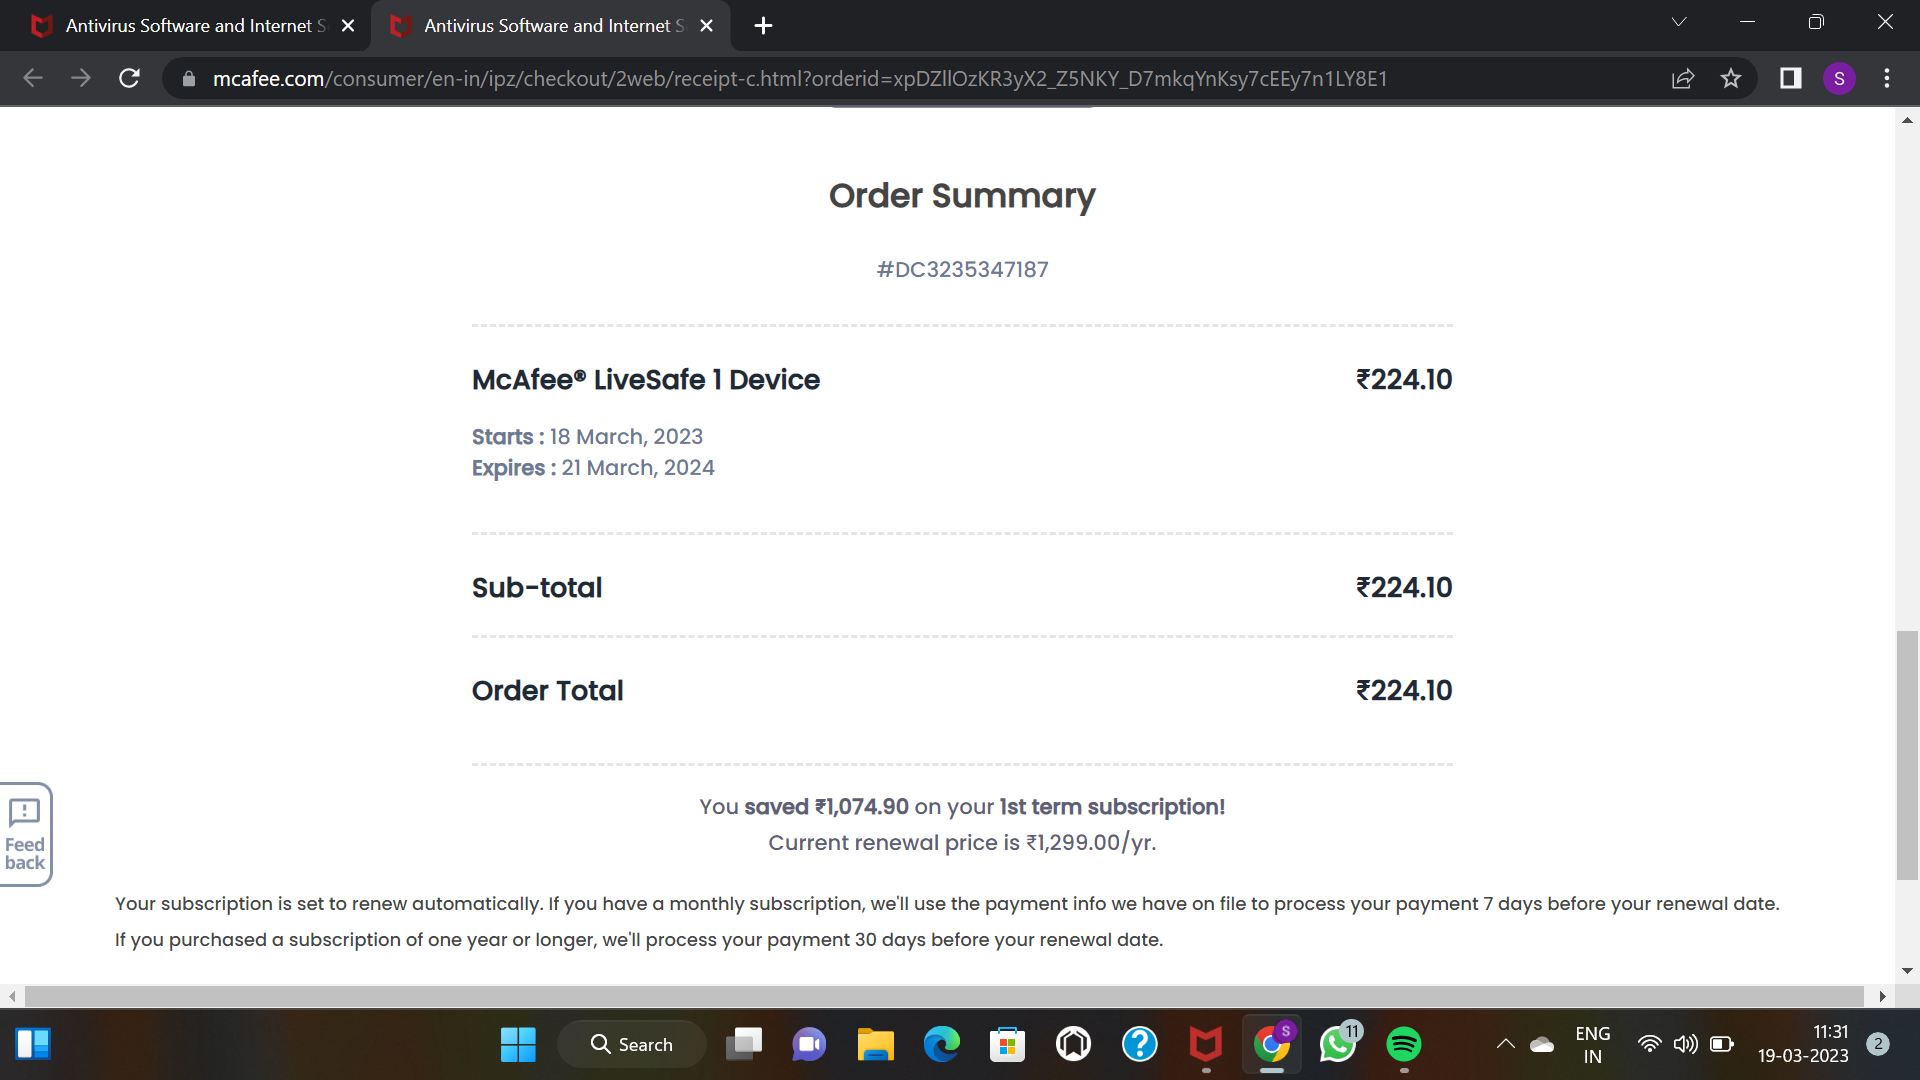 Antivirus Software and Internet S
Antivirus Software and Internet S
mcafee.com/consumer/en-in/ipz/checkout/2web/receipt-c.html?orderid=xpDZllOzKR3yX2_Z5NKY_D7mkqYnKsy7cEEy7n1LY8E1
S
Order Summary
#DC3235347187
McAfee® LiveSafe 1 Device ₹224.10
Starts : 18 March, 2023
Expires : 21 March, 2024
Sub-total ₹224.10
Order Total ₹224.10
You saved ₹1,074.90 on your 1st term subscription!
Current renewal price is ₹1,299.00/yr.
Feed
back
Your subscription is set to renew automatically. If you have a monthly subscription, we'll use the payment info we have on file to process your payment 7 days before your renewal date.
If you purchased a subscription of one year or longer, we'll process your payment 30 days before your renewal date.
Search
S
11
ENG
IN
11:31
19-03-2023
2